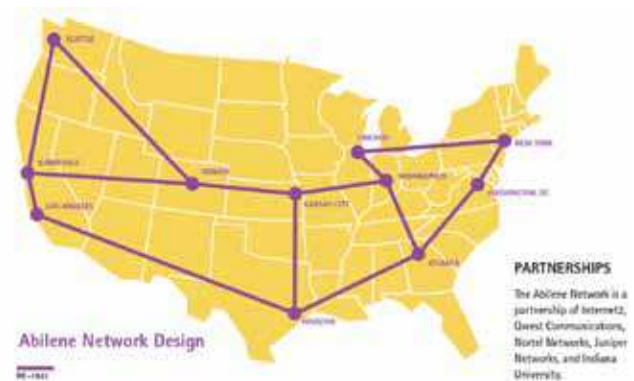 SEATTLE
CHICAGO
NEW YORK
SUNNYVALE
DENVER
INDIANAPOLIS
KANSAS CITY
WASHINGTON, DC
LOS ANGELES
ATLANTA
HOUSTON
PARTNERSHIPS
The Abilene Network is a
partnership of Internet2,
Qwest Communications,
Nortel Networks, Juniper
Networks, and Indiana
University.
Abilene Network Design